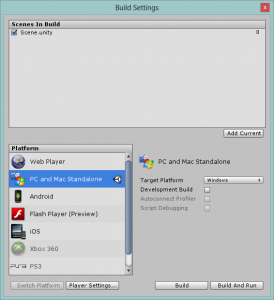 Build Settings
x
Scenes In Build
Scene.unity 0
Add Current
Platform
Web Player
PC and Mac Standalone
Android
Flash Player (Preview)
iOS
Xbox 360
PS3
PS3
PC and Mac Standalone
Target Platform Windows
Development Build
Autoconnect Profiler
Script Debugging
Switch Platform
Player Settings...
Build
Build And Run